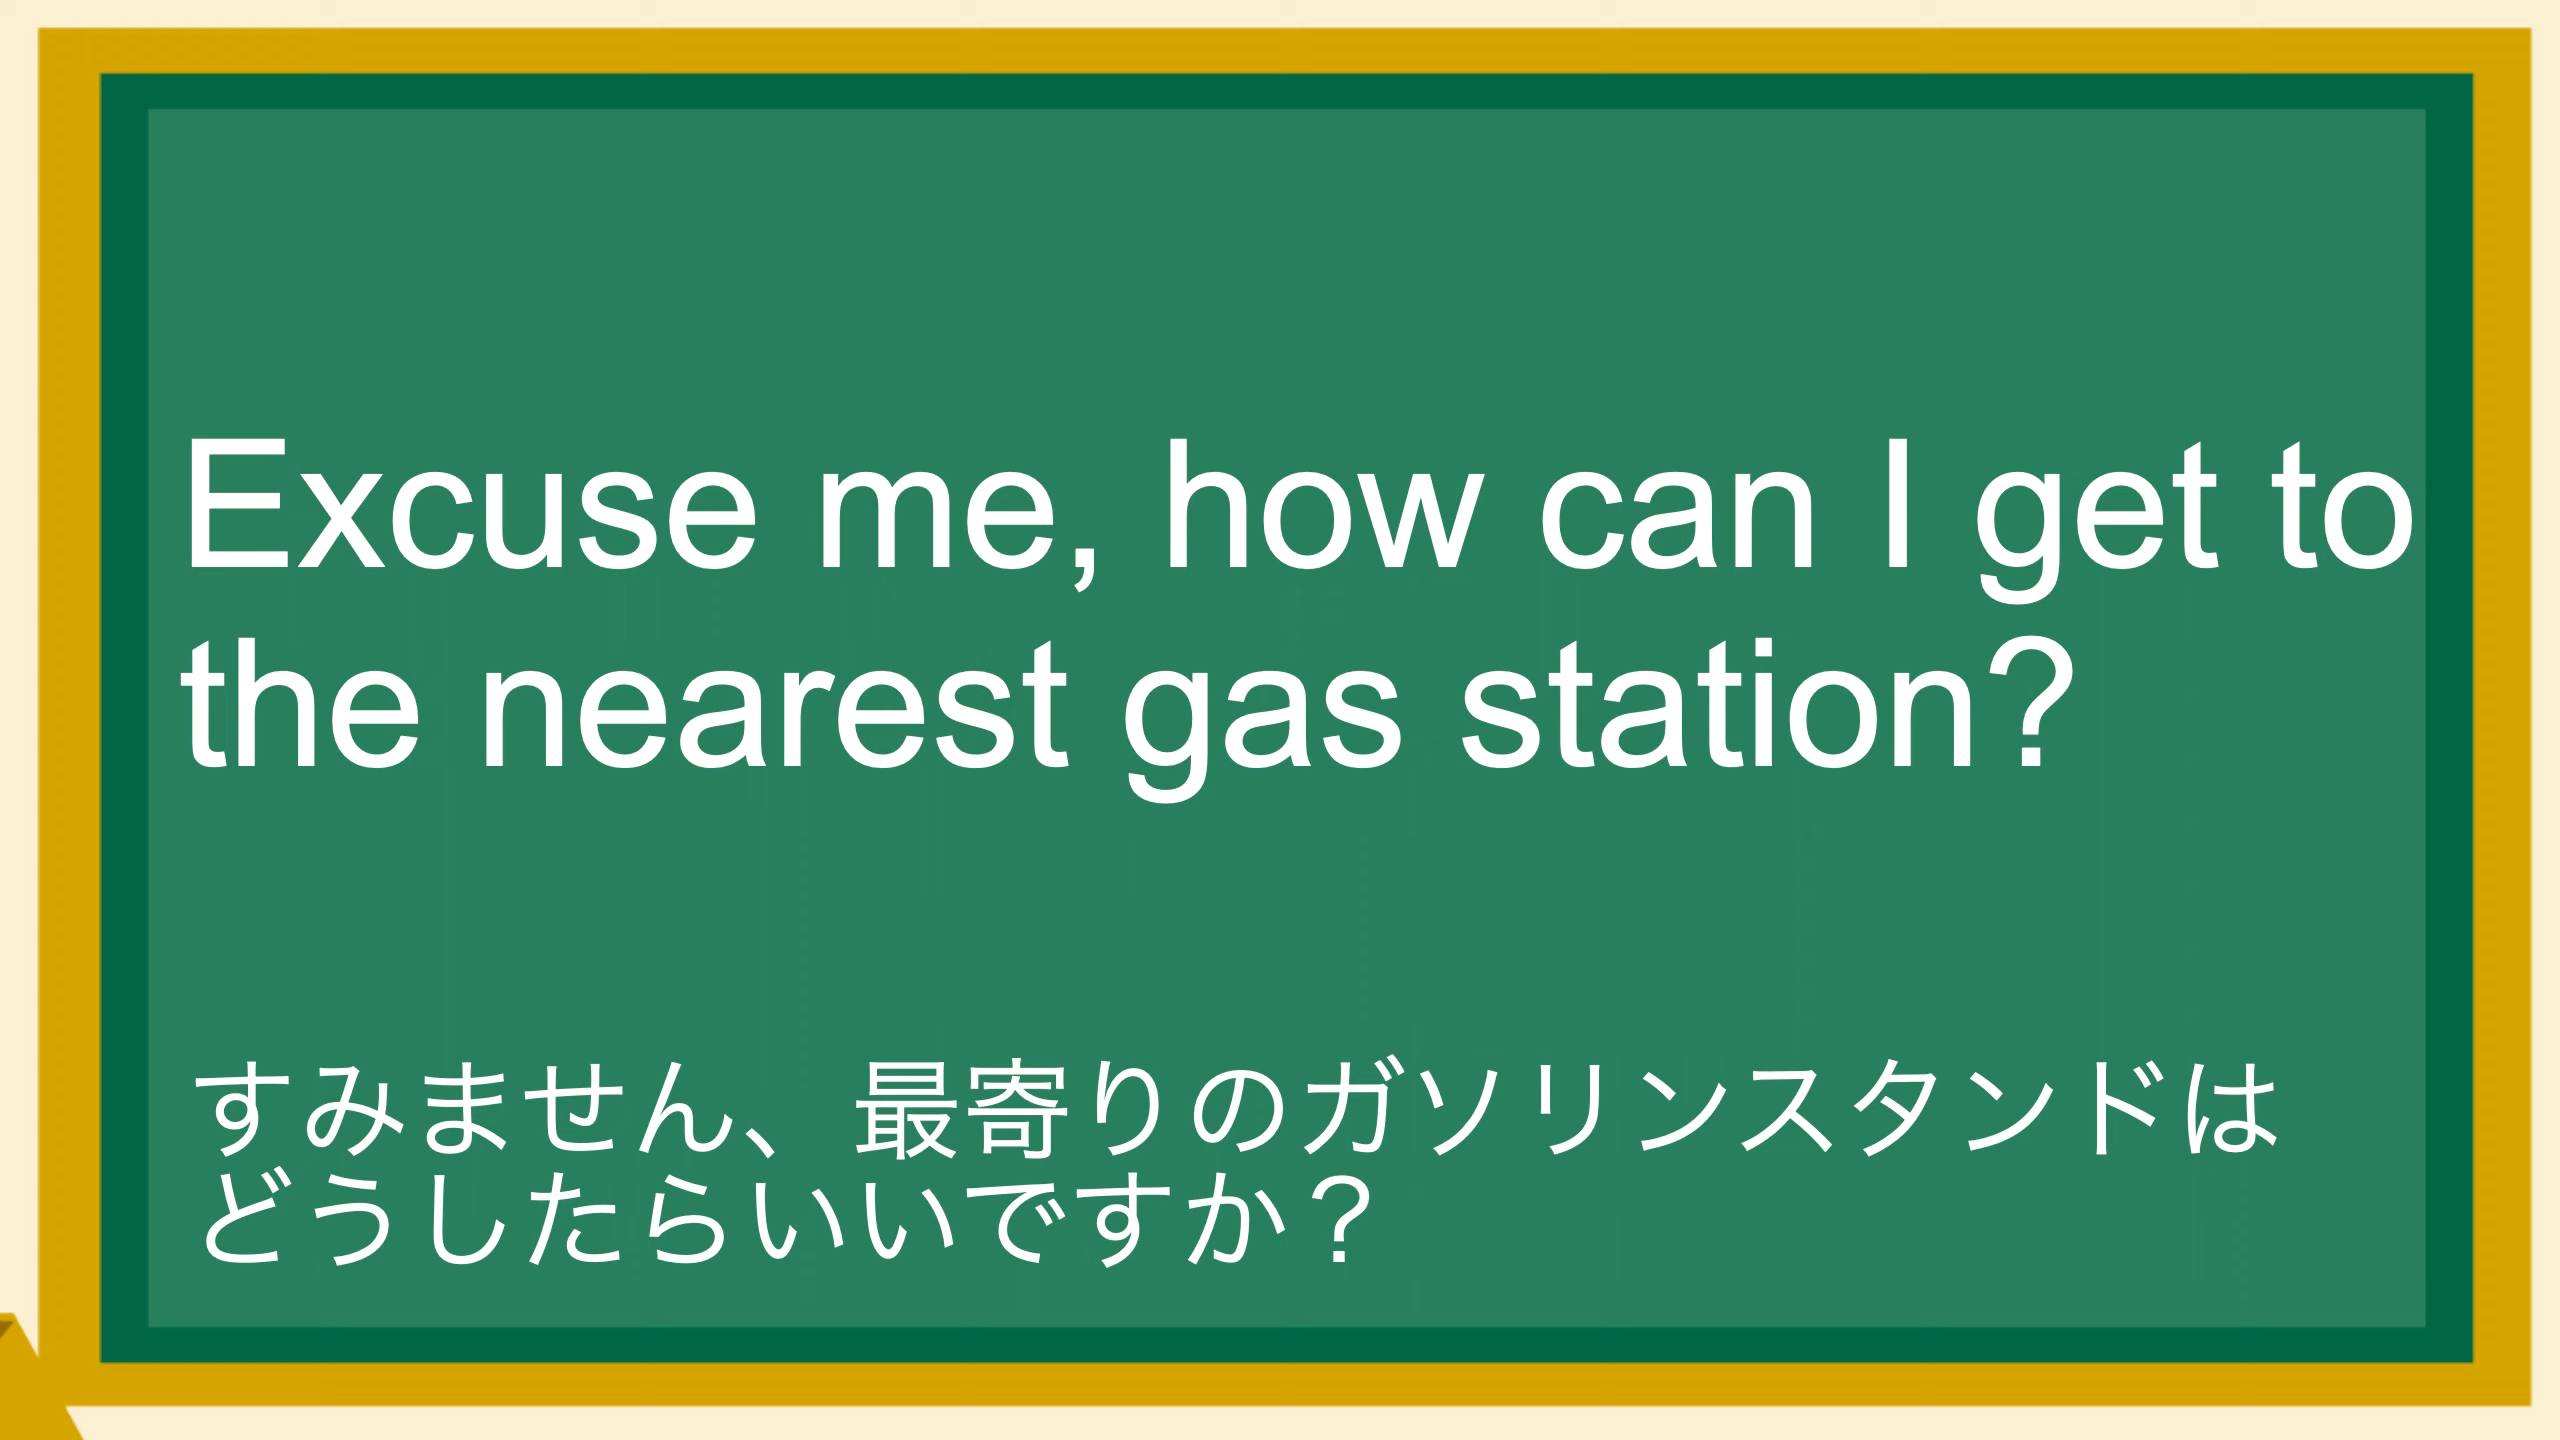 Excuse me, how can I get to
the nearest gas station?
すみません、最寄りのガソリンスタンドは
どうしたらいいですか？